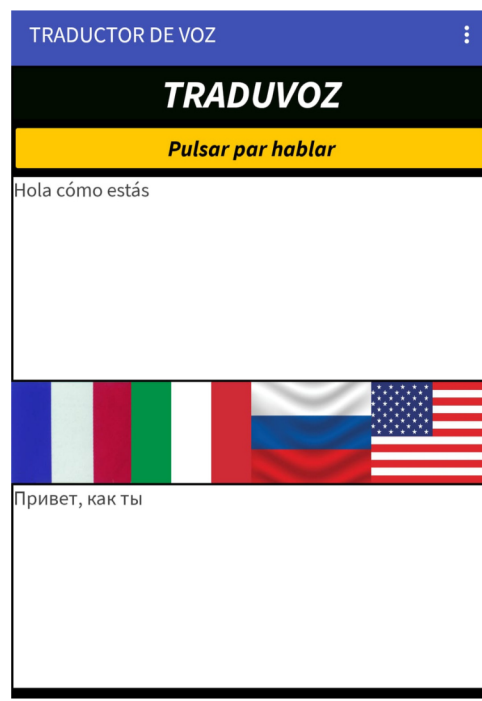 TRADUCTOR DE VOZ
TRADUVOZ
Pulsar par hablar
Hola cómo estás
Привет, как ты